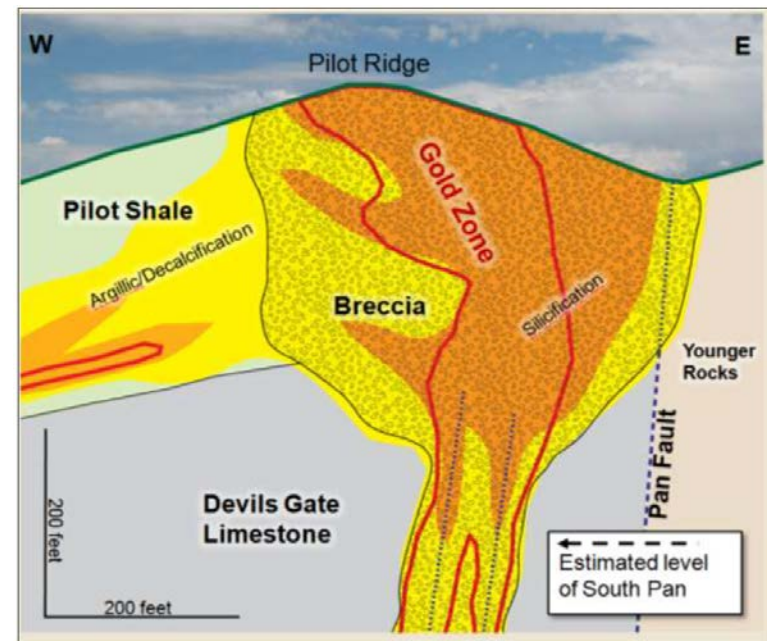 W
E
Pilot Ridge
Gold Zone
Pilot Shale
Argillic/Decalcification
Breccia
Silicification
Younger
Rocks
Pan Fault
Devils Gate
Limestone
200 feet
200 feet
Estimated level
of South Pan